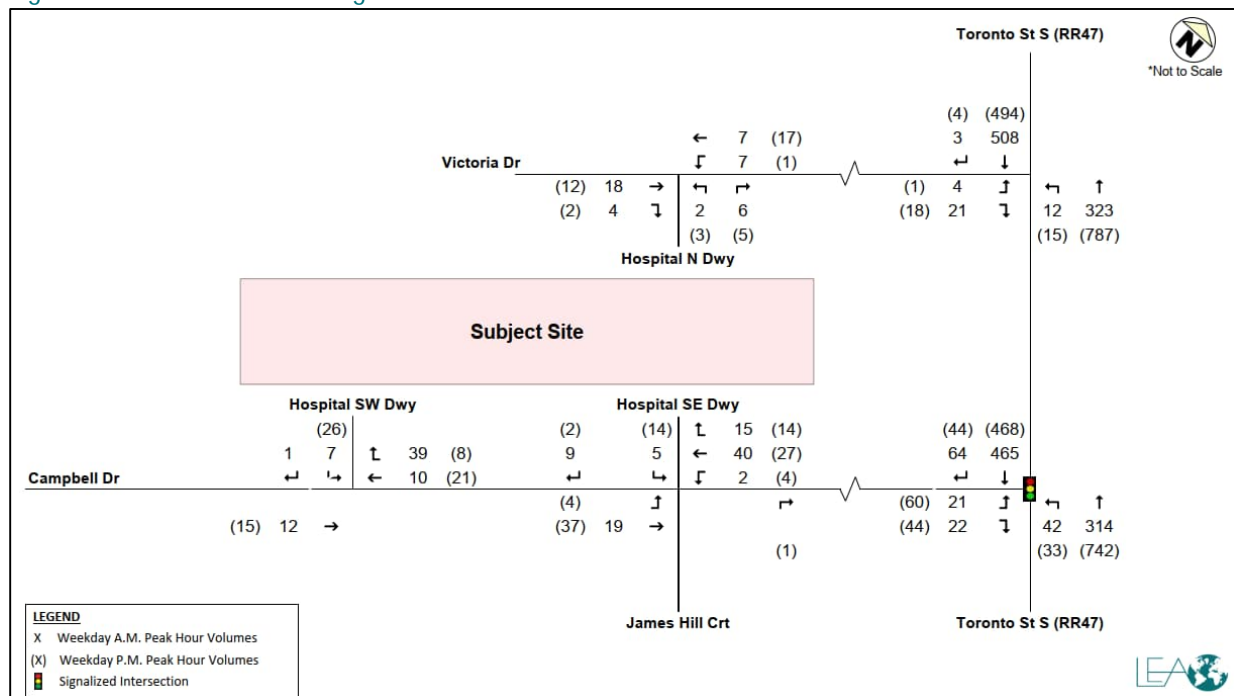 Toronto St S (RR47)
N
*Not to Scale
(4) (494)
3 508
7 (17)
Victoria Dr
7 (1)
(12) 18
(1) 4
(2) 4
2 6
(18) 21
12 323
(3) (5)
(15) (787)
Hospital N Dwy
Subject Site
Hospital SW Dwy
Hospital SE Dwy
(26)
(2) (14)
15 (14)
(44) (468)
1 7
39 (8)
9 5
40 (27)
64 465
Campbell Dr
10 (21)
2 (4)
(4)
(60) 21
(15) 12
(37) 19
(44) 22
42 314
(1)
(33) (742)
LEGEND
X Weekday A.M. Peak Hour Volumes
(X) Weekday P.M. Peak Hour Volumes
Signalized Intersection
James Hill Crt
Toronto St S (RR47)
LEA